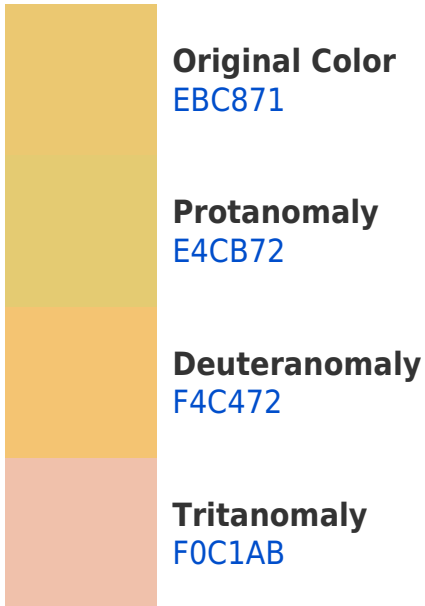 Original Color
EBC871
Protanomaly
E4CB72
Deuteranomaly
F4C472
Tritanomaly
F0C1AB